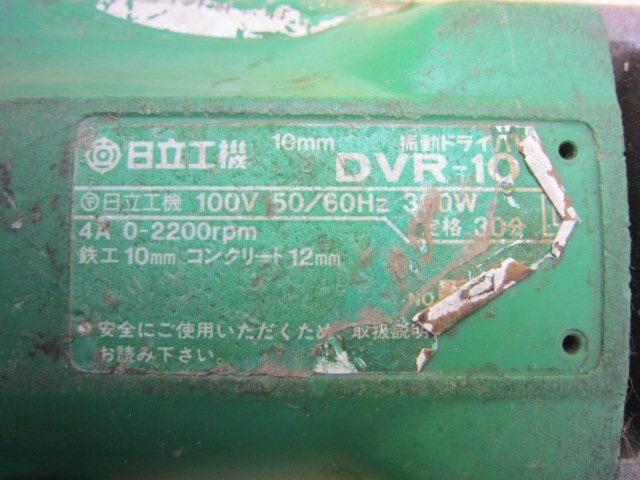 日立工機 10mm 振動ドライバ
DVR-10
〒日立工機 100V 50/60Hz
4A 0-2200rpm 定格 30分
鉄工 10mm コンクリート 12mm
NO
●安全にご使用いただくため 取扱説明
お読み下さい。